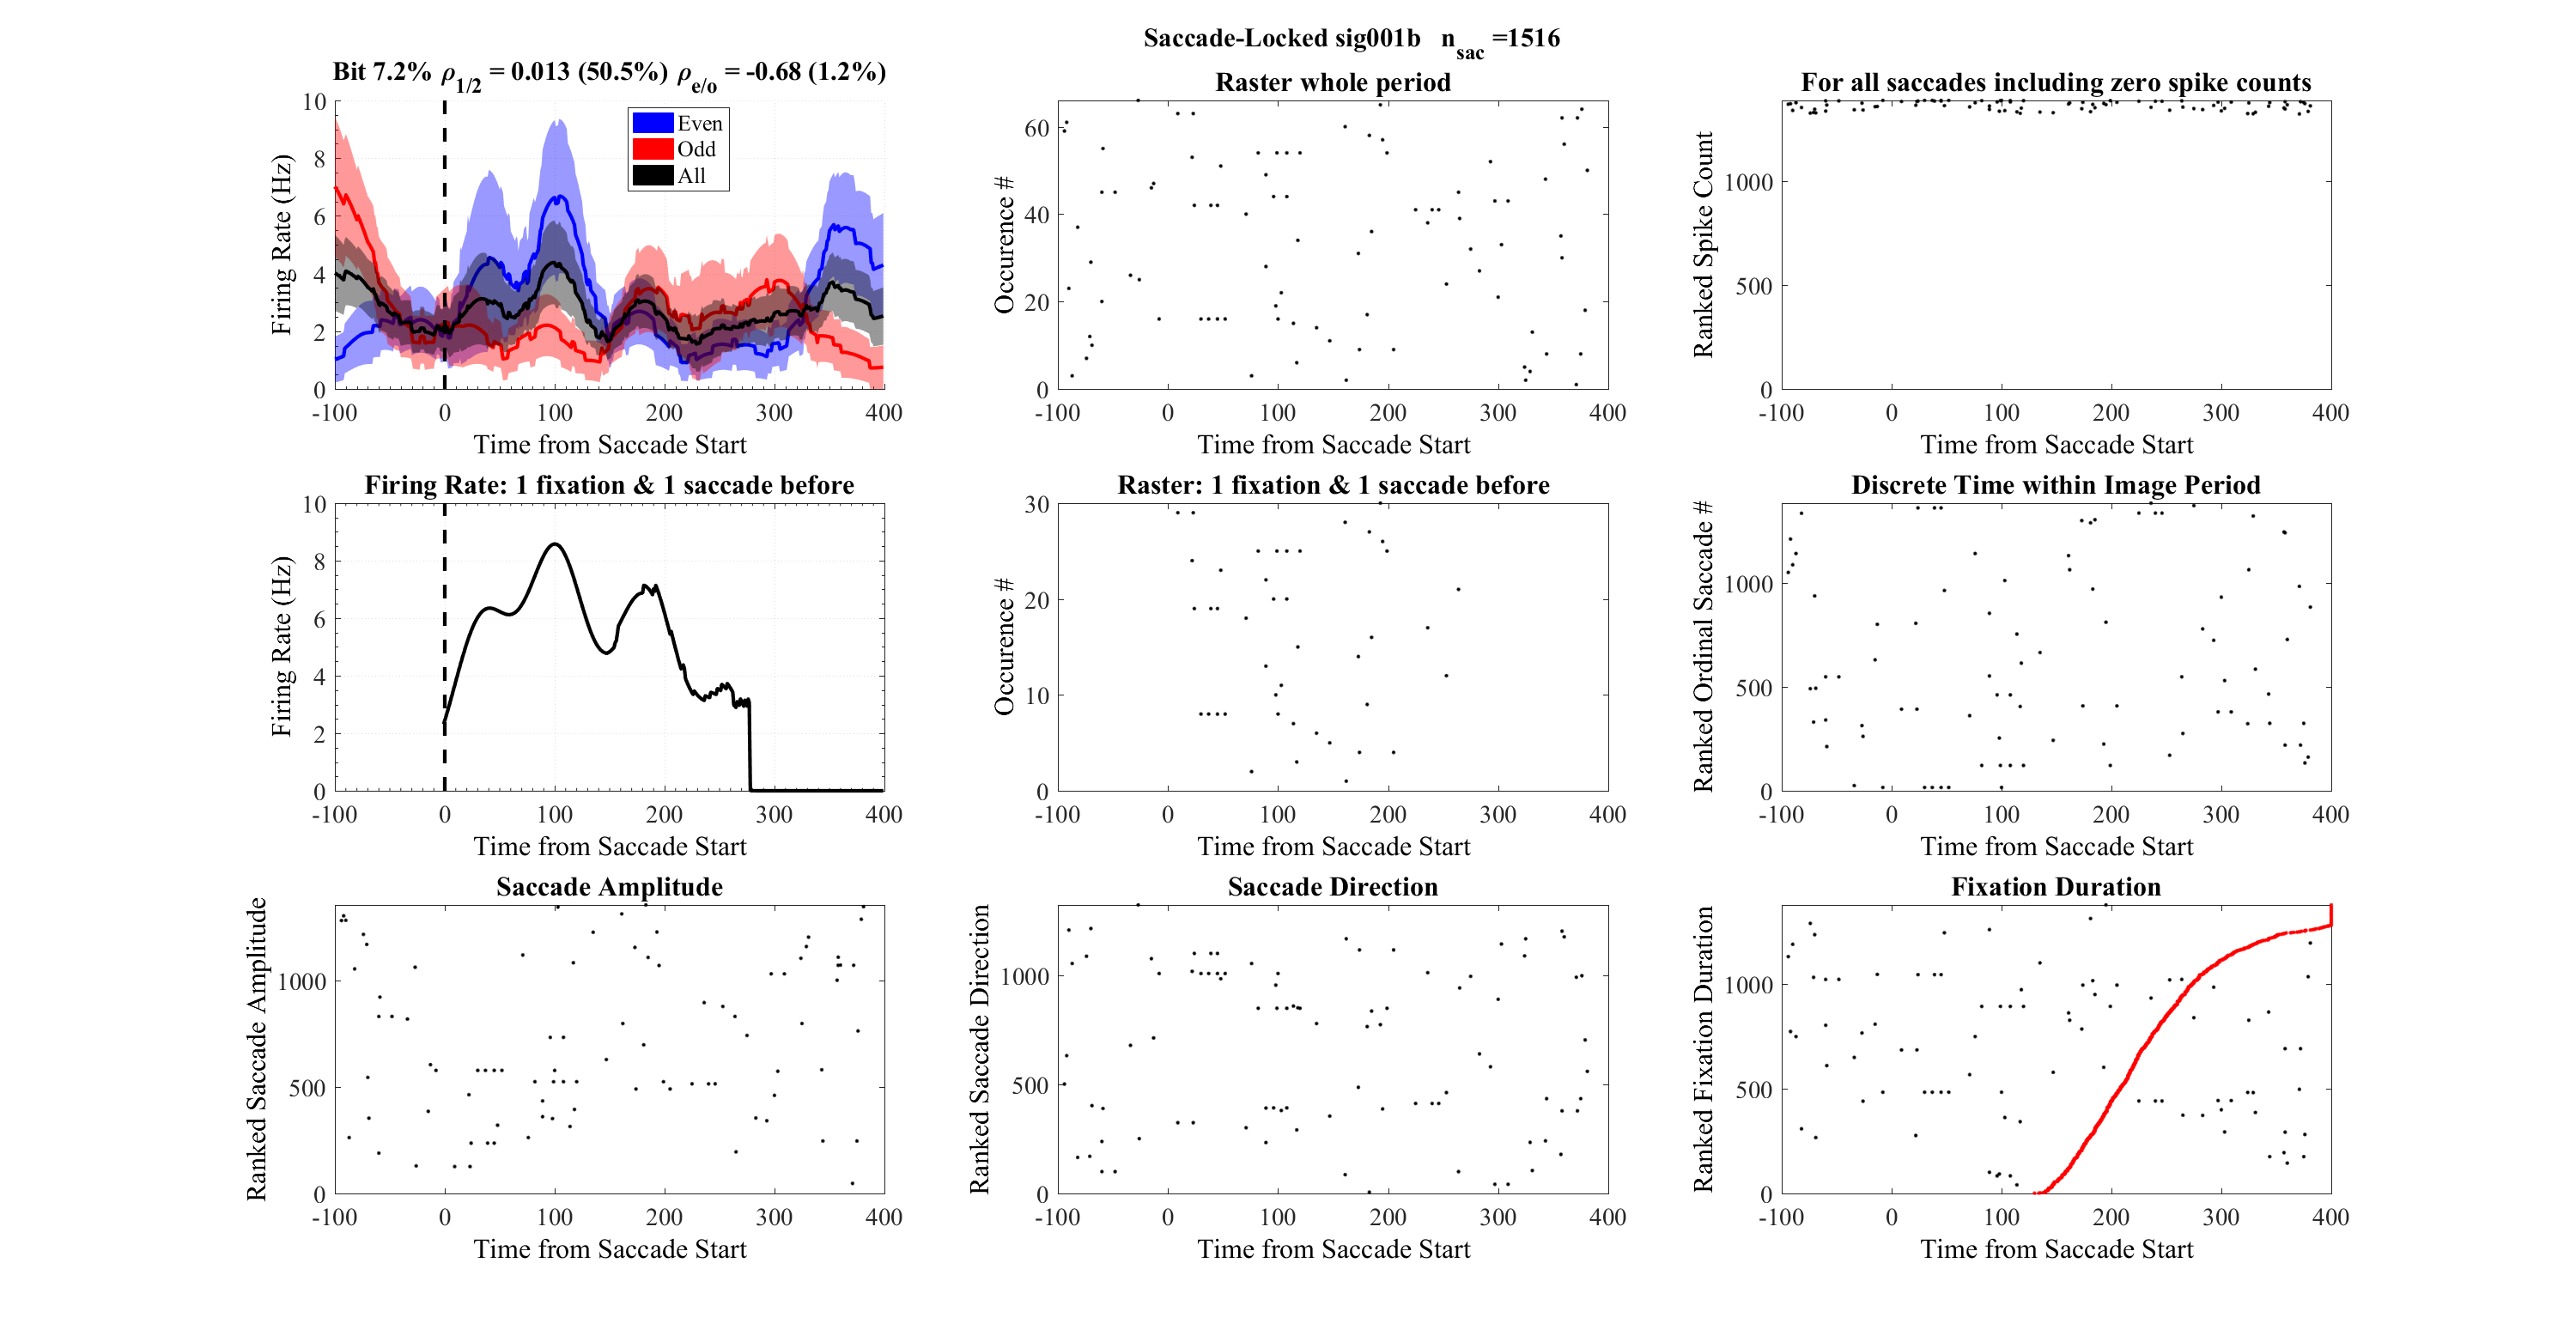 Saccade-Locked sig001b n_sac =1516
Bit 7.2% ρ_1/2 = 0.013 (50.5%) ρ_e/o = -0.68 (1.2%)
10
8
6
4
2
0
Firing Rate (Hz)
Even
Odd
All
-100 0 100 200 300 400
Time from Saccade Start
Raster whole period
60
40
20
0
Occurence #
-100 0 100 200 300 400
Time from Saccade Start
For all saccades including zero spike counts
1000
500
0
Ranked Spike Count
-100 0 100 200 300 400
Time from Saccade Start
Firing Rate: 1 fixation & 1 saccade before
10
8
6
4
2
0
Firing Rate (Hz)
-100 0 100 200 300 400
Time from Saccade Start
Raster: 1 fixation & 1 saccade before
30
20
10
0
Occurence #
-100 0 100 200 300 400
Time from Saccade Start
Discrete Time within Image Period
1000
500
0
Ranked Ordinal Saccade #
-100 0 100 200 300 400
Time from Saccade Start
Saccade Amplitude
1000
500
0
Ranked Saccade Amplitude
-100 0 100 200 300 400
Time from Saccade Start
Saccade Direction
1000
500
0
Ranked Saccade Direction
-100 0 100 200 300 400
Time from Saccade Start
Fixation Duration
1000
500
0
Ranked Fixation Duration
-100 0 100 200 300 400
Time from Saccade Start